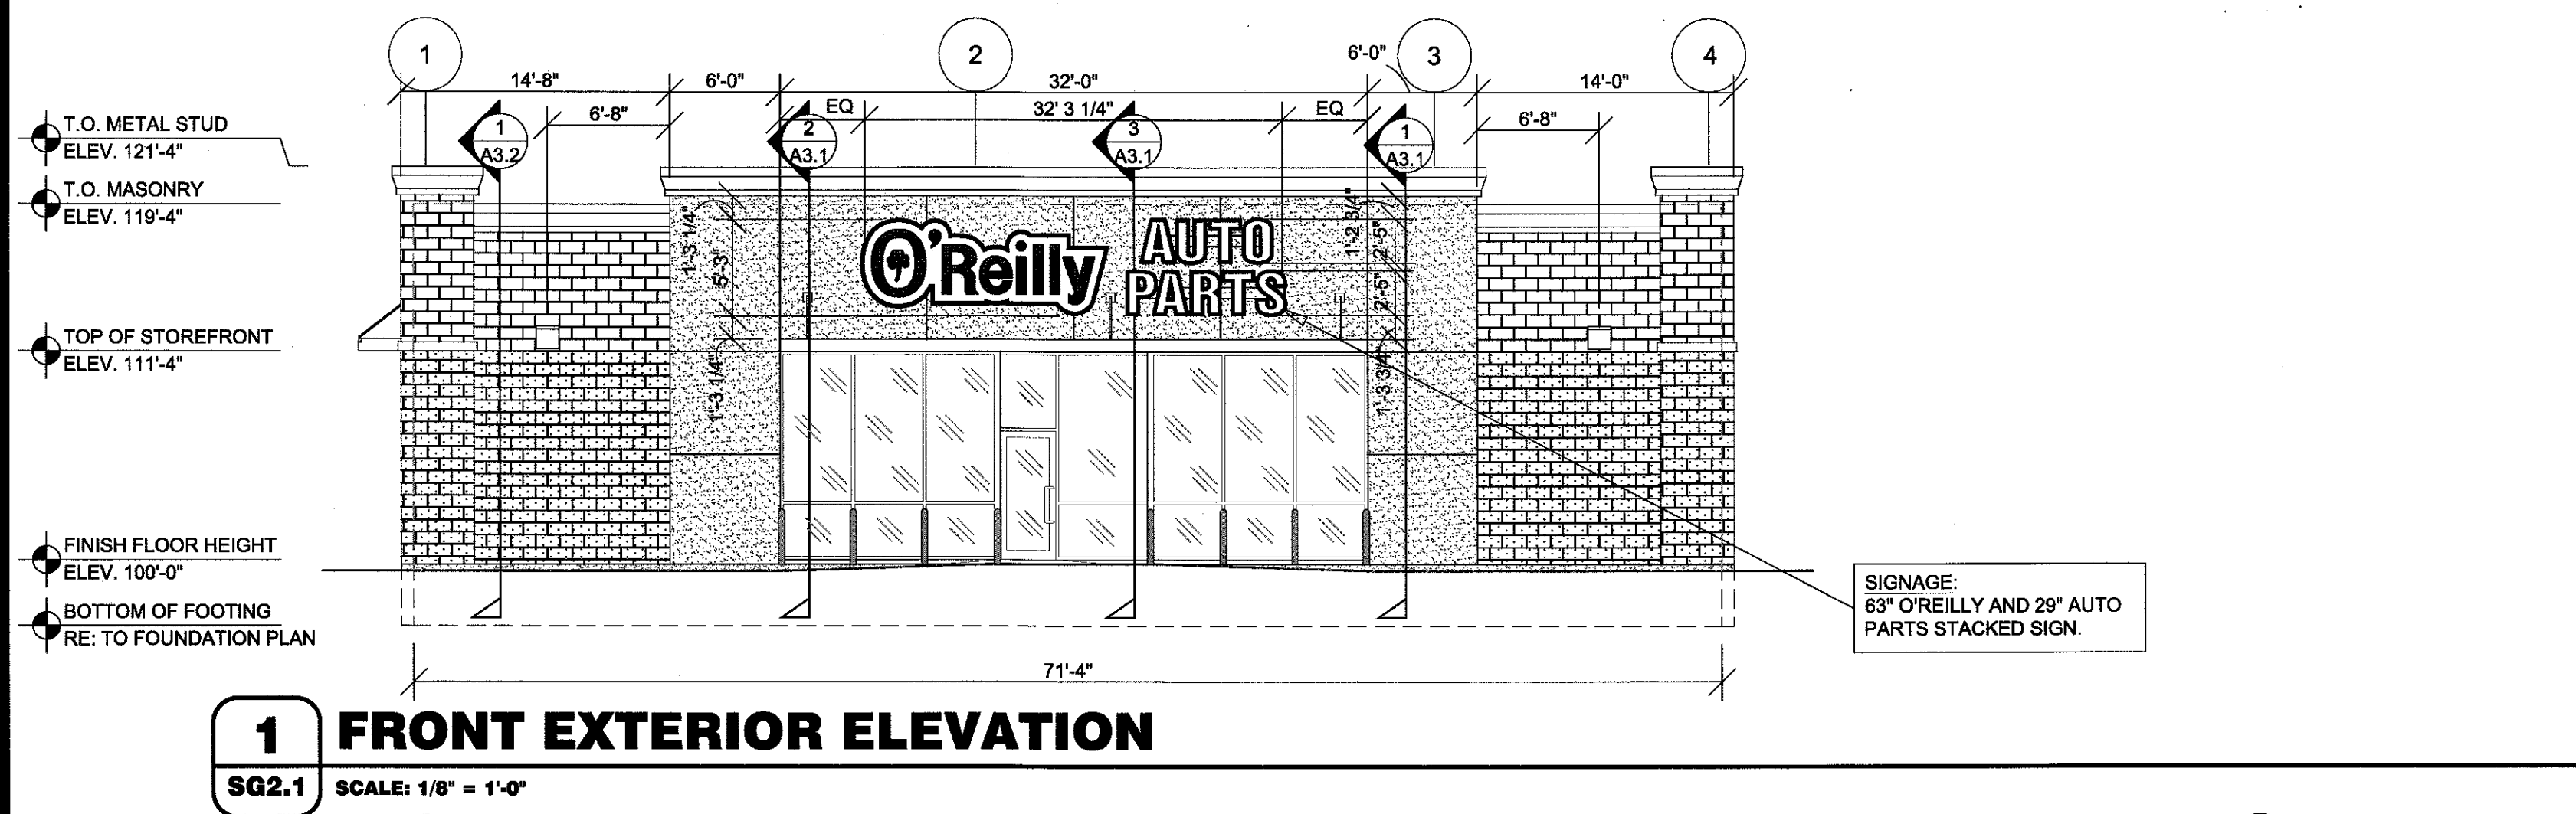 1
2
3
4
14'-8"
6'-0"
32'-0"
6'-0"
14'-0"
6'-8"
EQ
32' 3 1/4"
EQ
6'-8"
1
A3.2
2
A3.1
3
A3.1
1
A3.1
T.O. METAL STUD
ELEV. 121'-4"
T.O. MASONRY
ELEV. 119'-4"
TOP OF STOREFRONT
ELEV. 111'-4"
FINISH FLOOR HEIGHT
ELEV. 100'-0"
BOTTOM OF FOOTING
RE: TO FOUNDATION PLAN
1'-3 1/4"
5'-3"
1'-3 1/4"
O'Reilly
AUTO
PARTS
1'-2 3/4"
2'-5"
2'-5"
1'-3 3/4"
SIGNAGE:
63" O'REILLY AND 29" AUTO
PARTS STACKED SIGN.
71'-4"
1
SG2.1
FRONT EXTERIOR ELEVATION
SCALE: 1/8" = 1'-0"